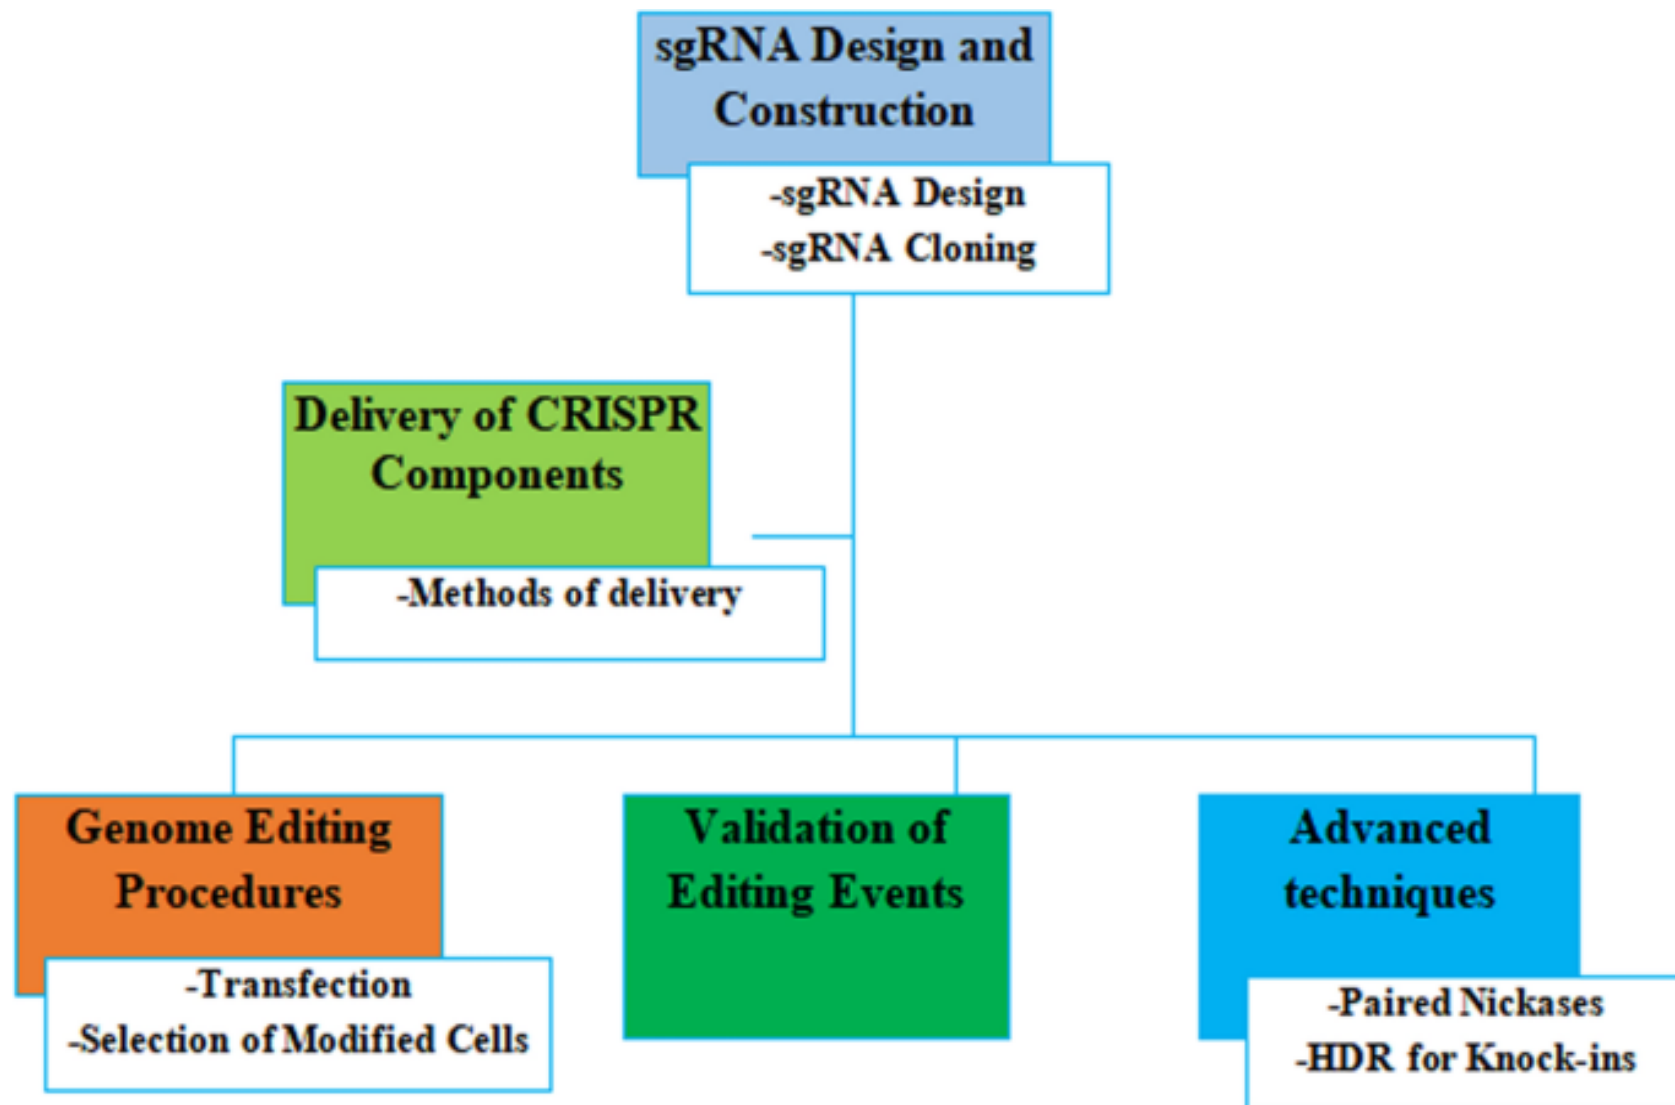 sgRNA Design and
Construction
-sgRNA Design
-sgRNA Cloning
Delivery of CRISPR
Components
-Methods of delivery
Genome Editing
Procedures
-Transfection
-Selection of Modified Cells
Validation of
Editing Events
Advanced
techniques
-Paired Nickases
-HDR for Knock-ins